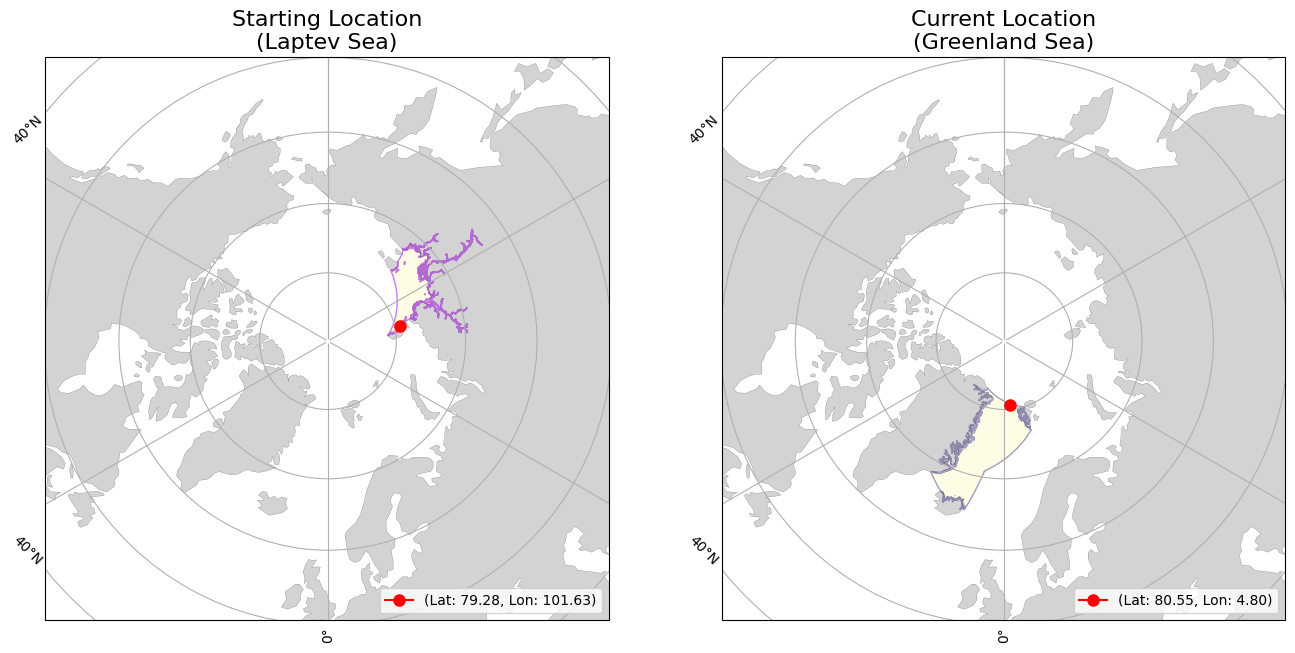 Starting Location
(Laptev Sea)
40°N
40°N
0°
(Lat: 79.28, Lon: 101.63)
Current Location
(Greenland Sea)
40°N
40°N
0°
(Lat: 80.55, Lon: 4.80)